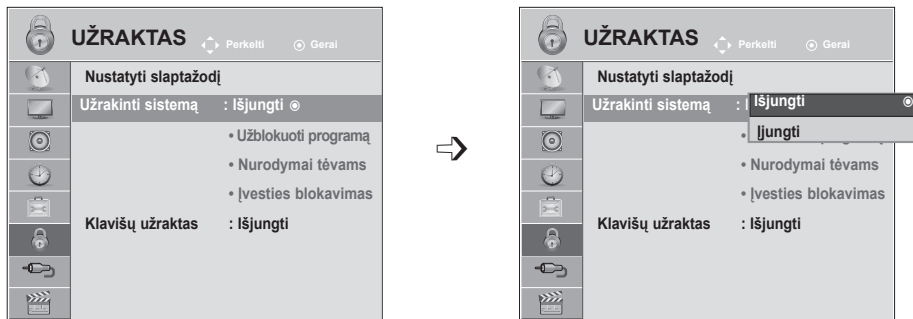 UŽRAKTAS Perkelti Gerai
Nustatyti slaptažodį
Užrakinti sistemą : Išjungti
• Užblokuoti programą
• Nurodymai tėvams
• Įvesties blokavimas
Klavišų užraktas : Išjungti
UŽRAKTAS Perkelti Gerai
Nustatyti slaptažodį
Užrakinti sistemą : Išjungti
Įjungti
• Nurodymai tėvams
• Įvesties blokavimas
Klavišų užraktas : Išjungti